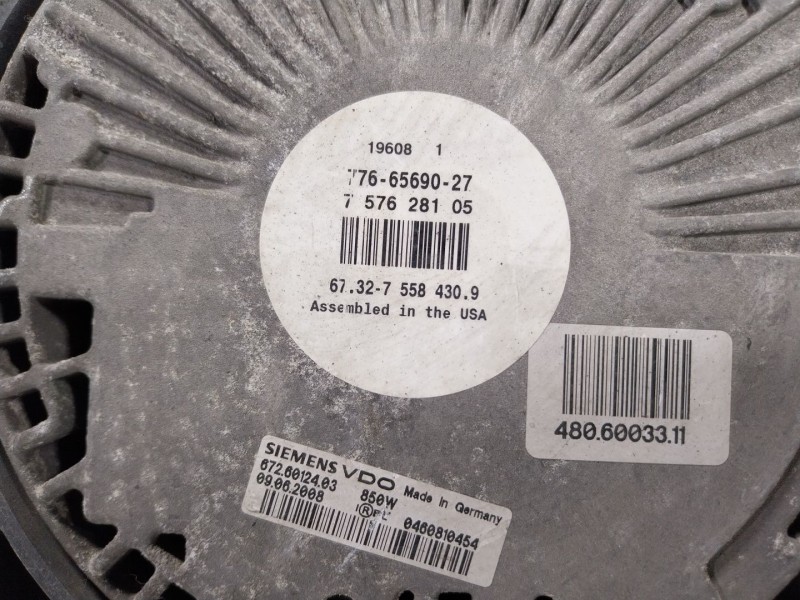 19608 1
776-65690-27
7 576 281 05
67.32-7 558 430.9
Assembled in the USA
480.60033.11
SIEMENS VDO Made in Germany
672.60124.03 850W
09.06.2008
0460810454